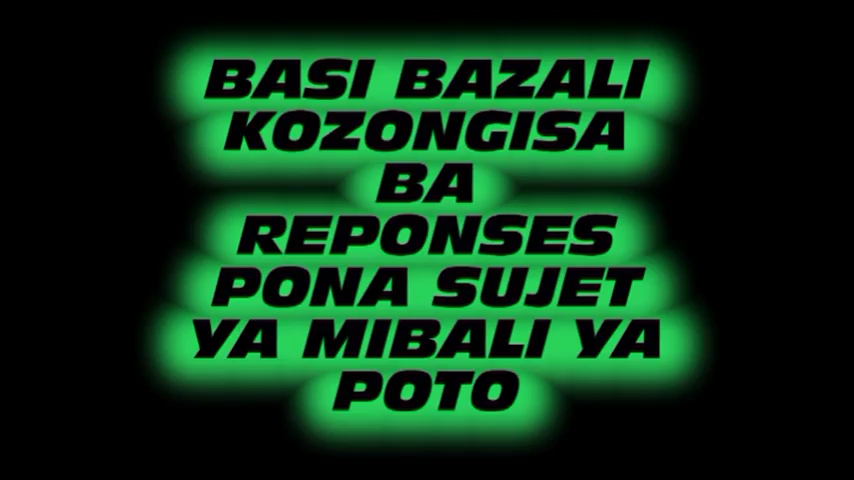 BASI BAZALI
KOZONGISA
BA
REPONSES
PONA SUJET
YA MIBALI YA
POTO